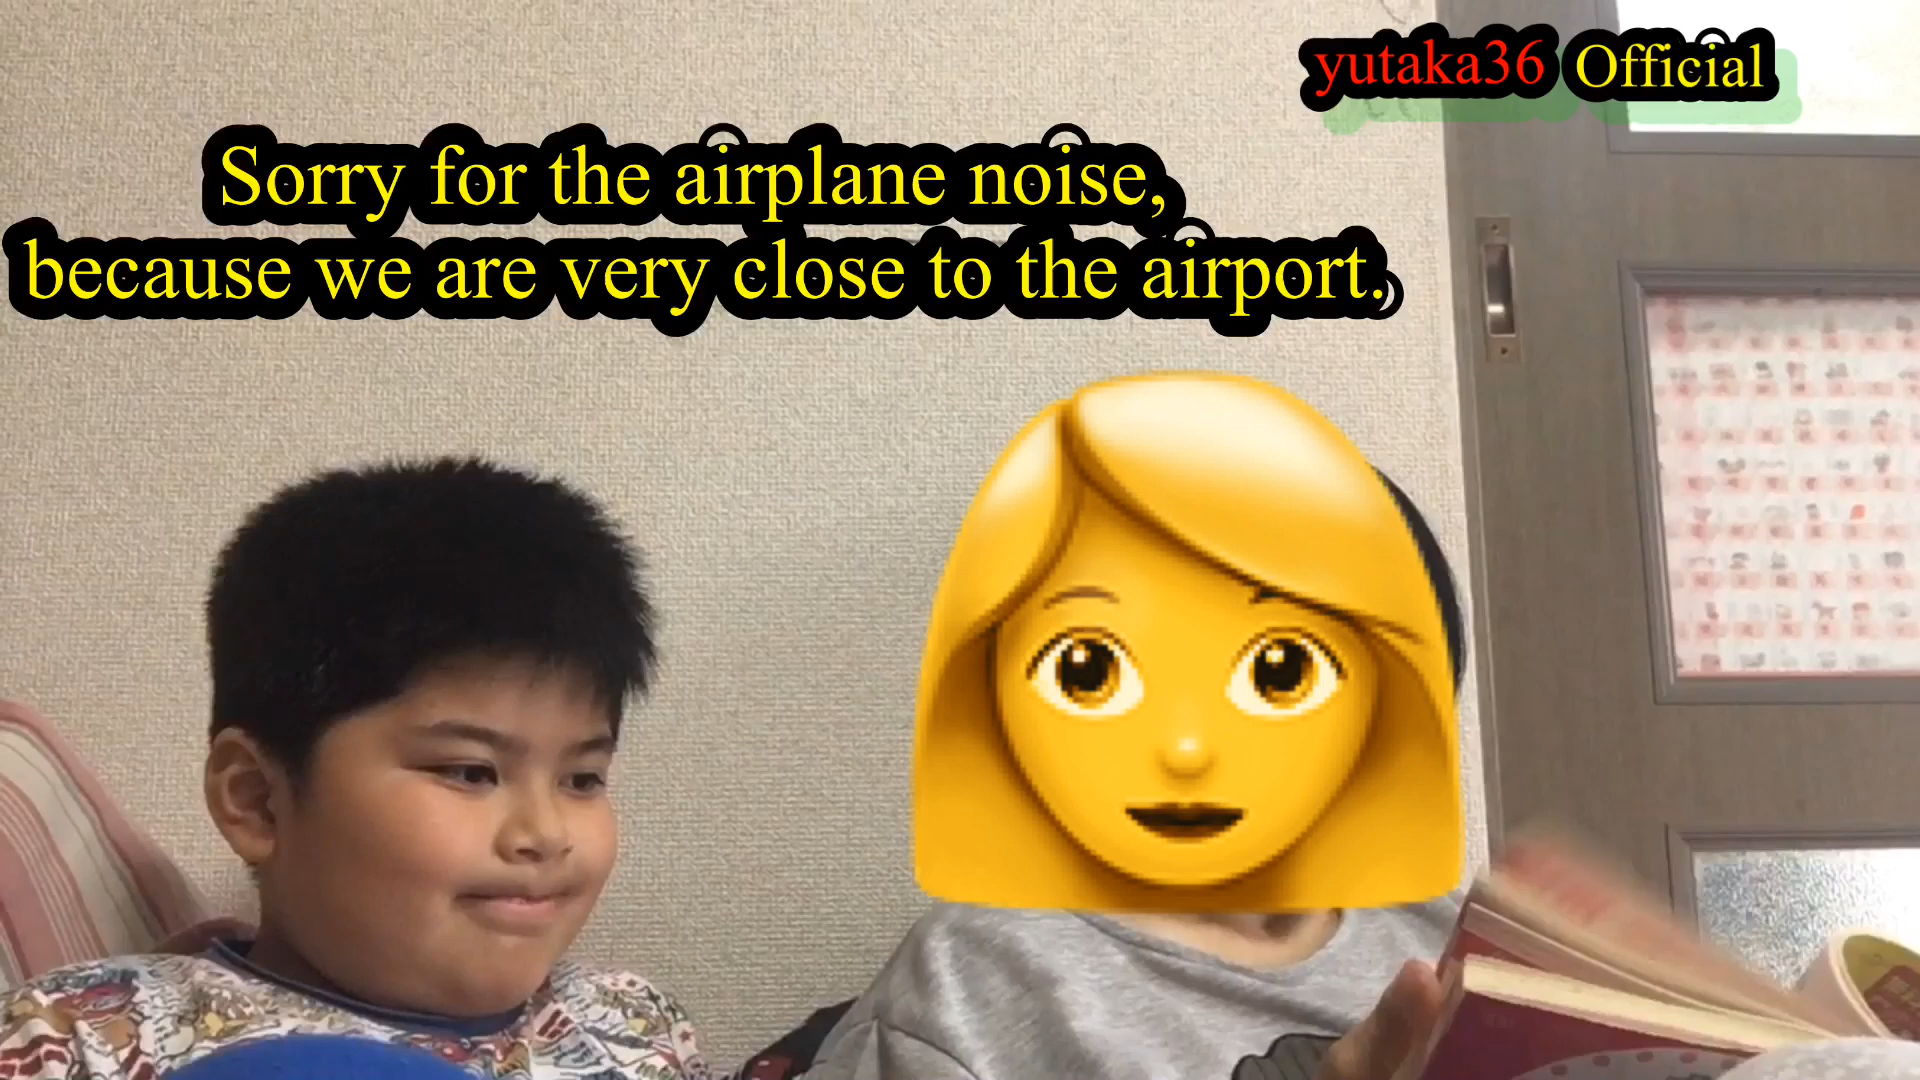 yutaka36 Official
Sorry for the airplane noise,
because we are very close to the airport.